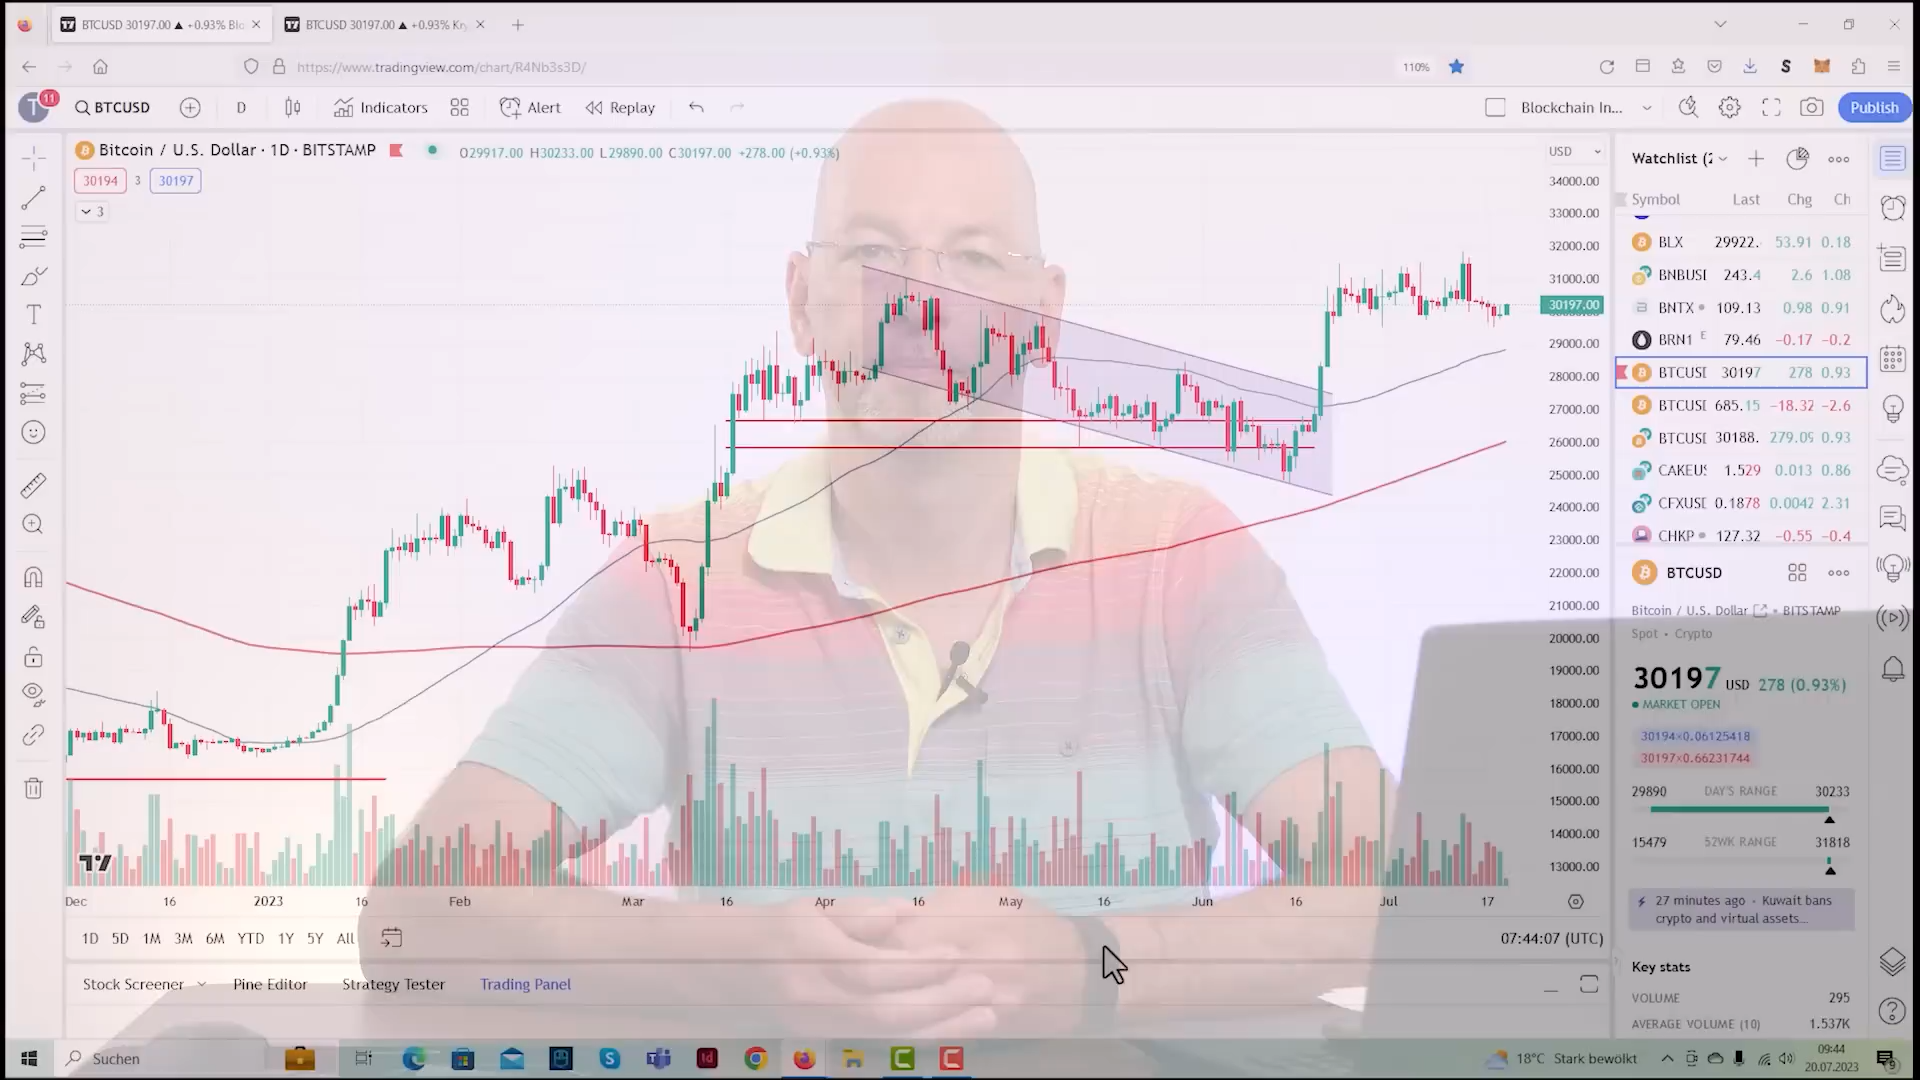 BTCUSD 30197.00 ▲ +0.93% Blo
BTCUSD 30197.00 ▲ +0.93% Kry
https://www.tradingview.com/chart/R4Nb3s3D/
110%
S
T
11
BTCUSD
D
Indicators
Alert
Replay
Blockchain In...
Publish
Bitcoin / U.S. Dollar · 1D · BITSTAMP
O29917.00 H30233.00 L29890.00 C30197.00 +278.00 (+0.93%)
30194
3
30197
3
USD
34000.00
33000.00
32000.00
31000.00
30197.00
29000.00
28000.00
27000.00
26000.00
25000.00
24000.00
23000.00
22000.00
21000.00
20000.00
19000.00
18000.00
17000.00
16000.00
15000.00
14000.00
13000.00
Dec
16
2023
16
Feb
Mar
16
Apr
16
May
16
Jun
16
Jul
17
1D 5D 1M 3M 6M YTD 1Y 5Y All
07:44:07 (UTC)
Stock Screener
Pine Editor
Strategy Tester
Trading Panel
Watchlist (2
Symbol Last Chg Ch
BLX 29922. 53.91 0.18
BNBUSI 243.4 2.6 1.08
BNTX 109.13 0.98 0.91
BRN1 E 79.46 −0.17 −0.2
BTCUSI 30197 278 0.93
BTCUSI 685.15 −18.32 −2.6
BTCUSI 30188. 279.09 0.93
CAKEUS 1.529 0.013 0.86
CFXUSI 0.1878 0.0042 2.31
CHKP 127.32 −0.55 −0.4
BTCUSD
Bitcoin / U.S. Dollar • BITSTAMP
Spot • Crypto
30197 USD 278 (0.93%)
MARKET OPEN
30194×0.06125418
30197×0.66231744
29890 DAY'S RANGE 30233
15479 52WK RANGE 31818
27 minutes ago · Kuwait bans
crypto and virtual assets...
Key stats
VOLUME 295
AVERAGE VOLUME (10) 1.537K
Suchen
18°C Stark bewölkt
09:44
20.07.2023